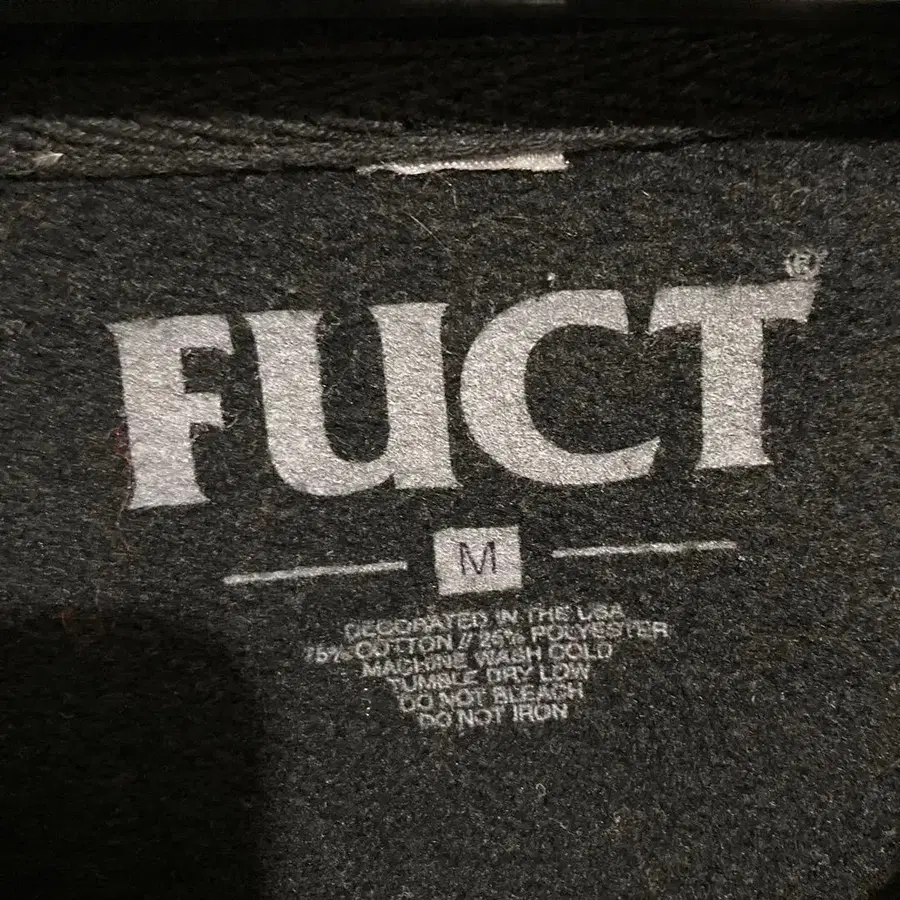 FUCT®
M
DECORATED IN THE USA
75% COTTON // 25% POLYESTER
MACHINE WASH COLD
TUMBLE DRY LOW
DO NOT BLEACH
DO NOT IRON